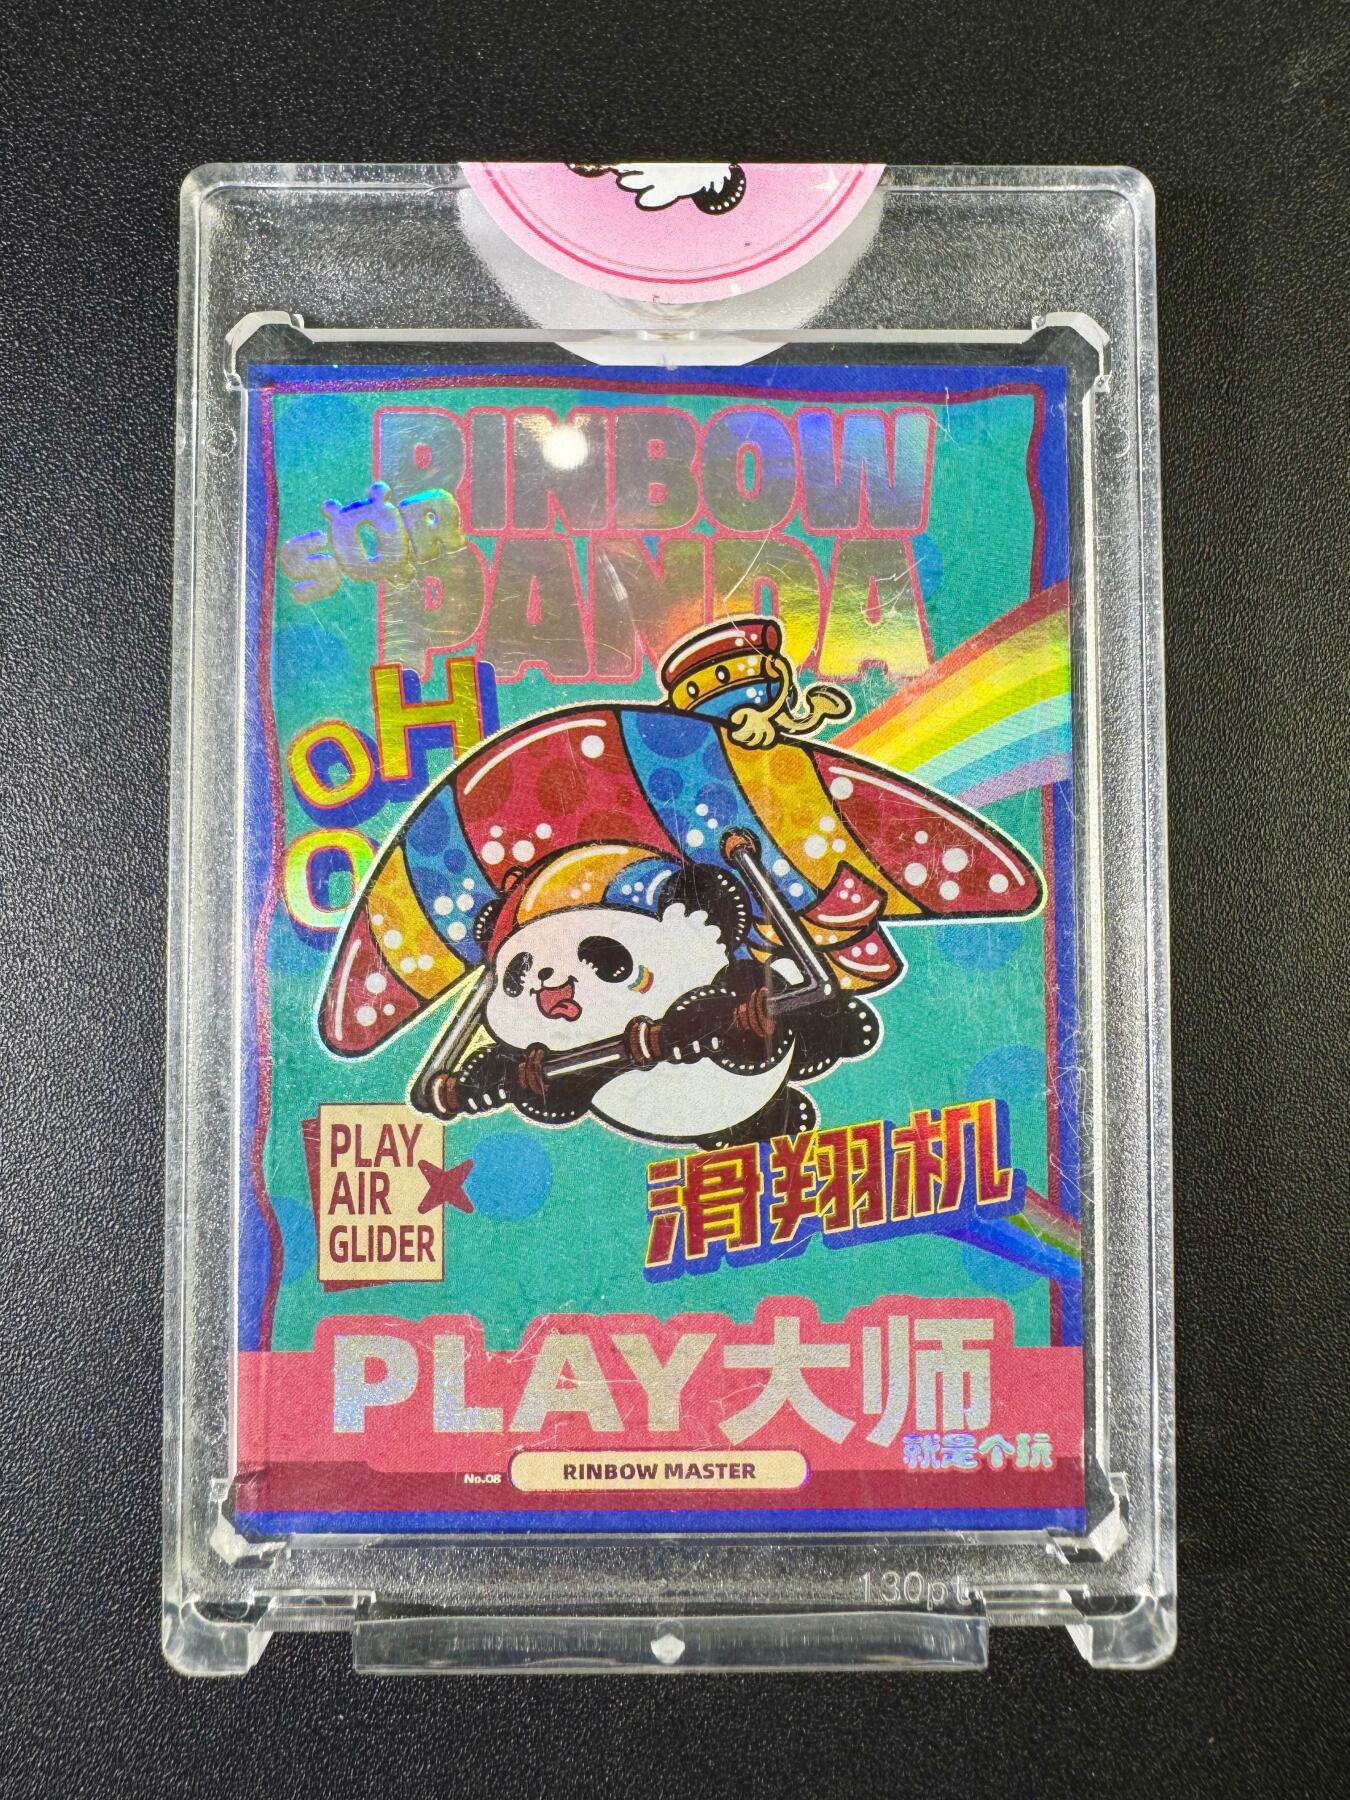 RINBOW
PANDA
SQR
OH
O
PLAY
AIR
GLIDER
滑翔机
PLAY大师
就是个玩
No.08
RINBOW MASTER
130pt